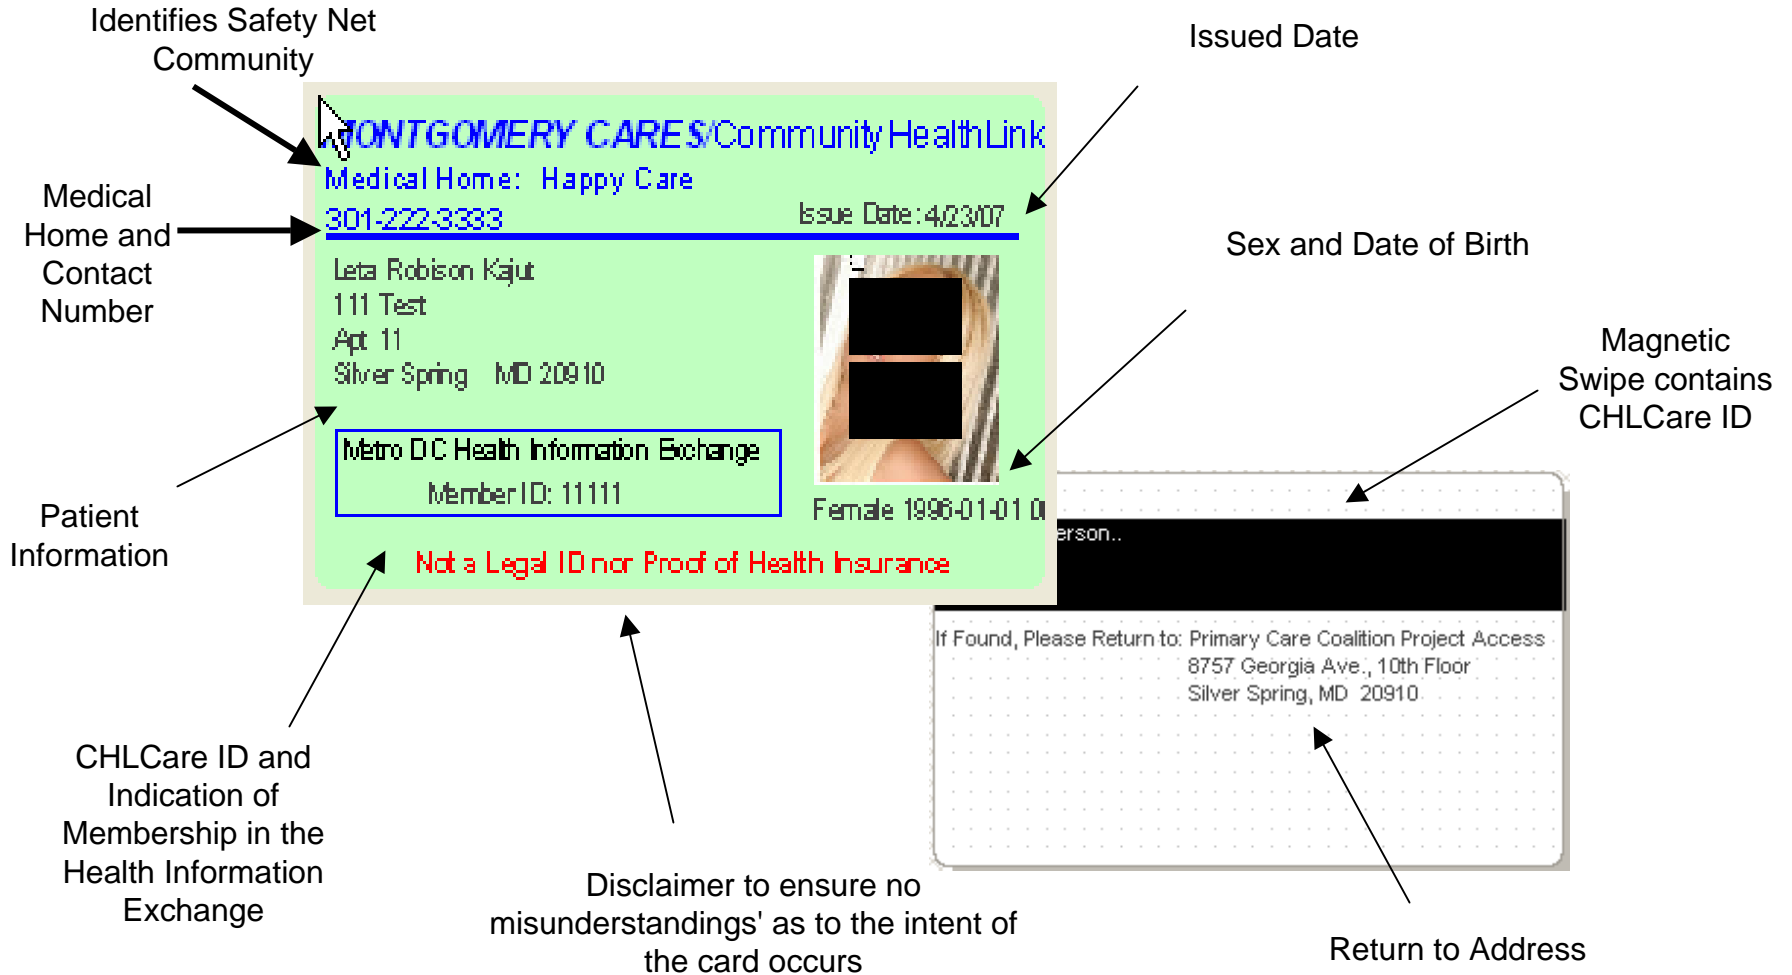 Identifies Safety Net
Community
Issued Date
MONTGOMERY CARES/Community HealthLink
Medical Home: Happy Care
301-222-3333
Issue Date: 4/23/07
Medical
Home and
Contact
Number
Leta Robison Kajut
111 Test
Apt 11
Silver Spring MD 20910
Sex and Date of Birth
Magnetic
Swipe contains
CHLCare ID
Metro DC Health Information Exchange
Member ID: 11111
Female 1996-01-01
Not a Legal ID nor Proof of Health Insurance
Patient
Information
erson..
If Found, Please Return to: Primary Care Coalition Project Access
8757 Georgia Ave., 10th Floor
Silver Spring, MD 20910
CHLCare ID and
Indication of
Membership in the
Health Information
Exchange
Disclaimer to ensure no
misunderstandings' as to the intent of
the card occurs
Return to Address